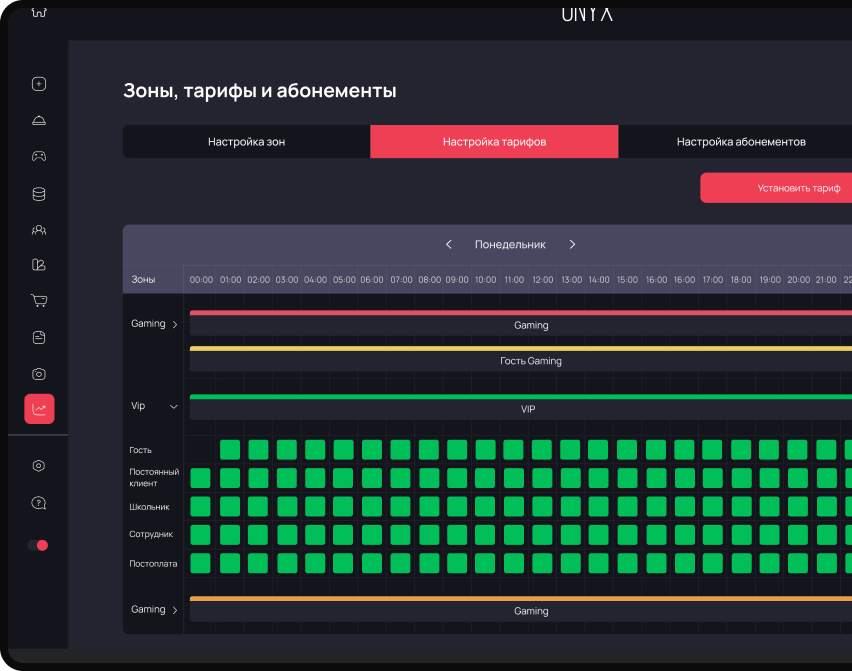 ONYX
Зоны, тарифы и абонементы
Настройка зон
Настройка тарифов
Настройка абонементов
Установить тариф
Понедельник
Зоны 00:00 01:00 02:00 03:00 04:00 05:00 06:00 07:00 08:00 09:00 10:00 11:00 12:00 13:00 14:00 15:00 16:00 16:00 17:00 18:00 19:00 20:00 21:00 22
Gaming
Gaming
Гость Gaming
Vip
VIP
Гость
Постоянный
клиент
Школьник
Сотрудник
Постоплата
Gaming
Gaming